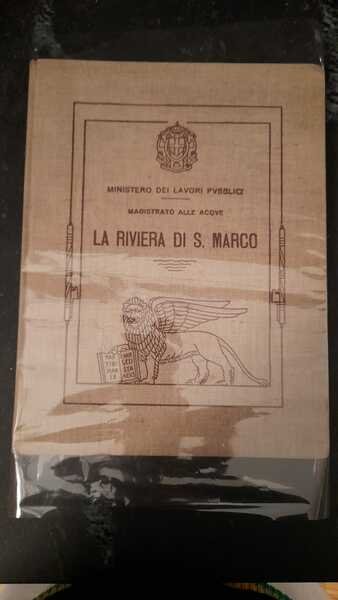 MINISTERO DEI LAVORI PVBBLICI
MAGISTRATO ALLE ACQVE
LA RIVIERA DI S. MARCO